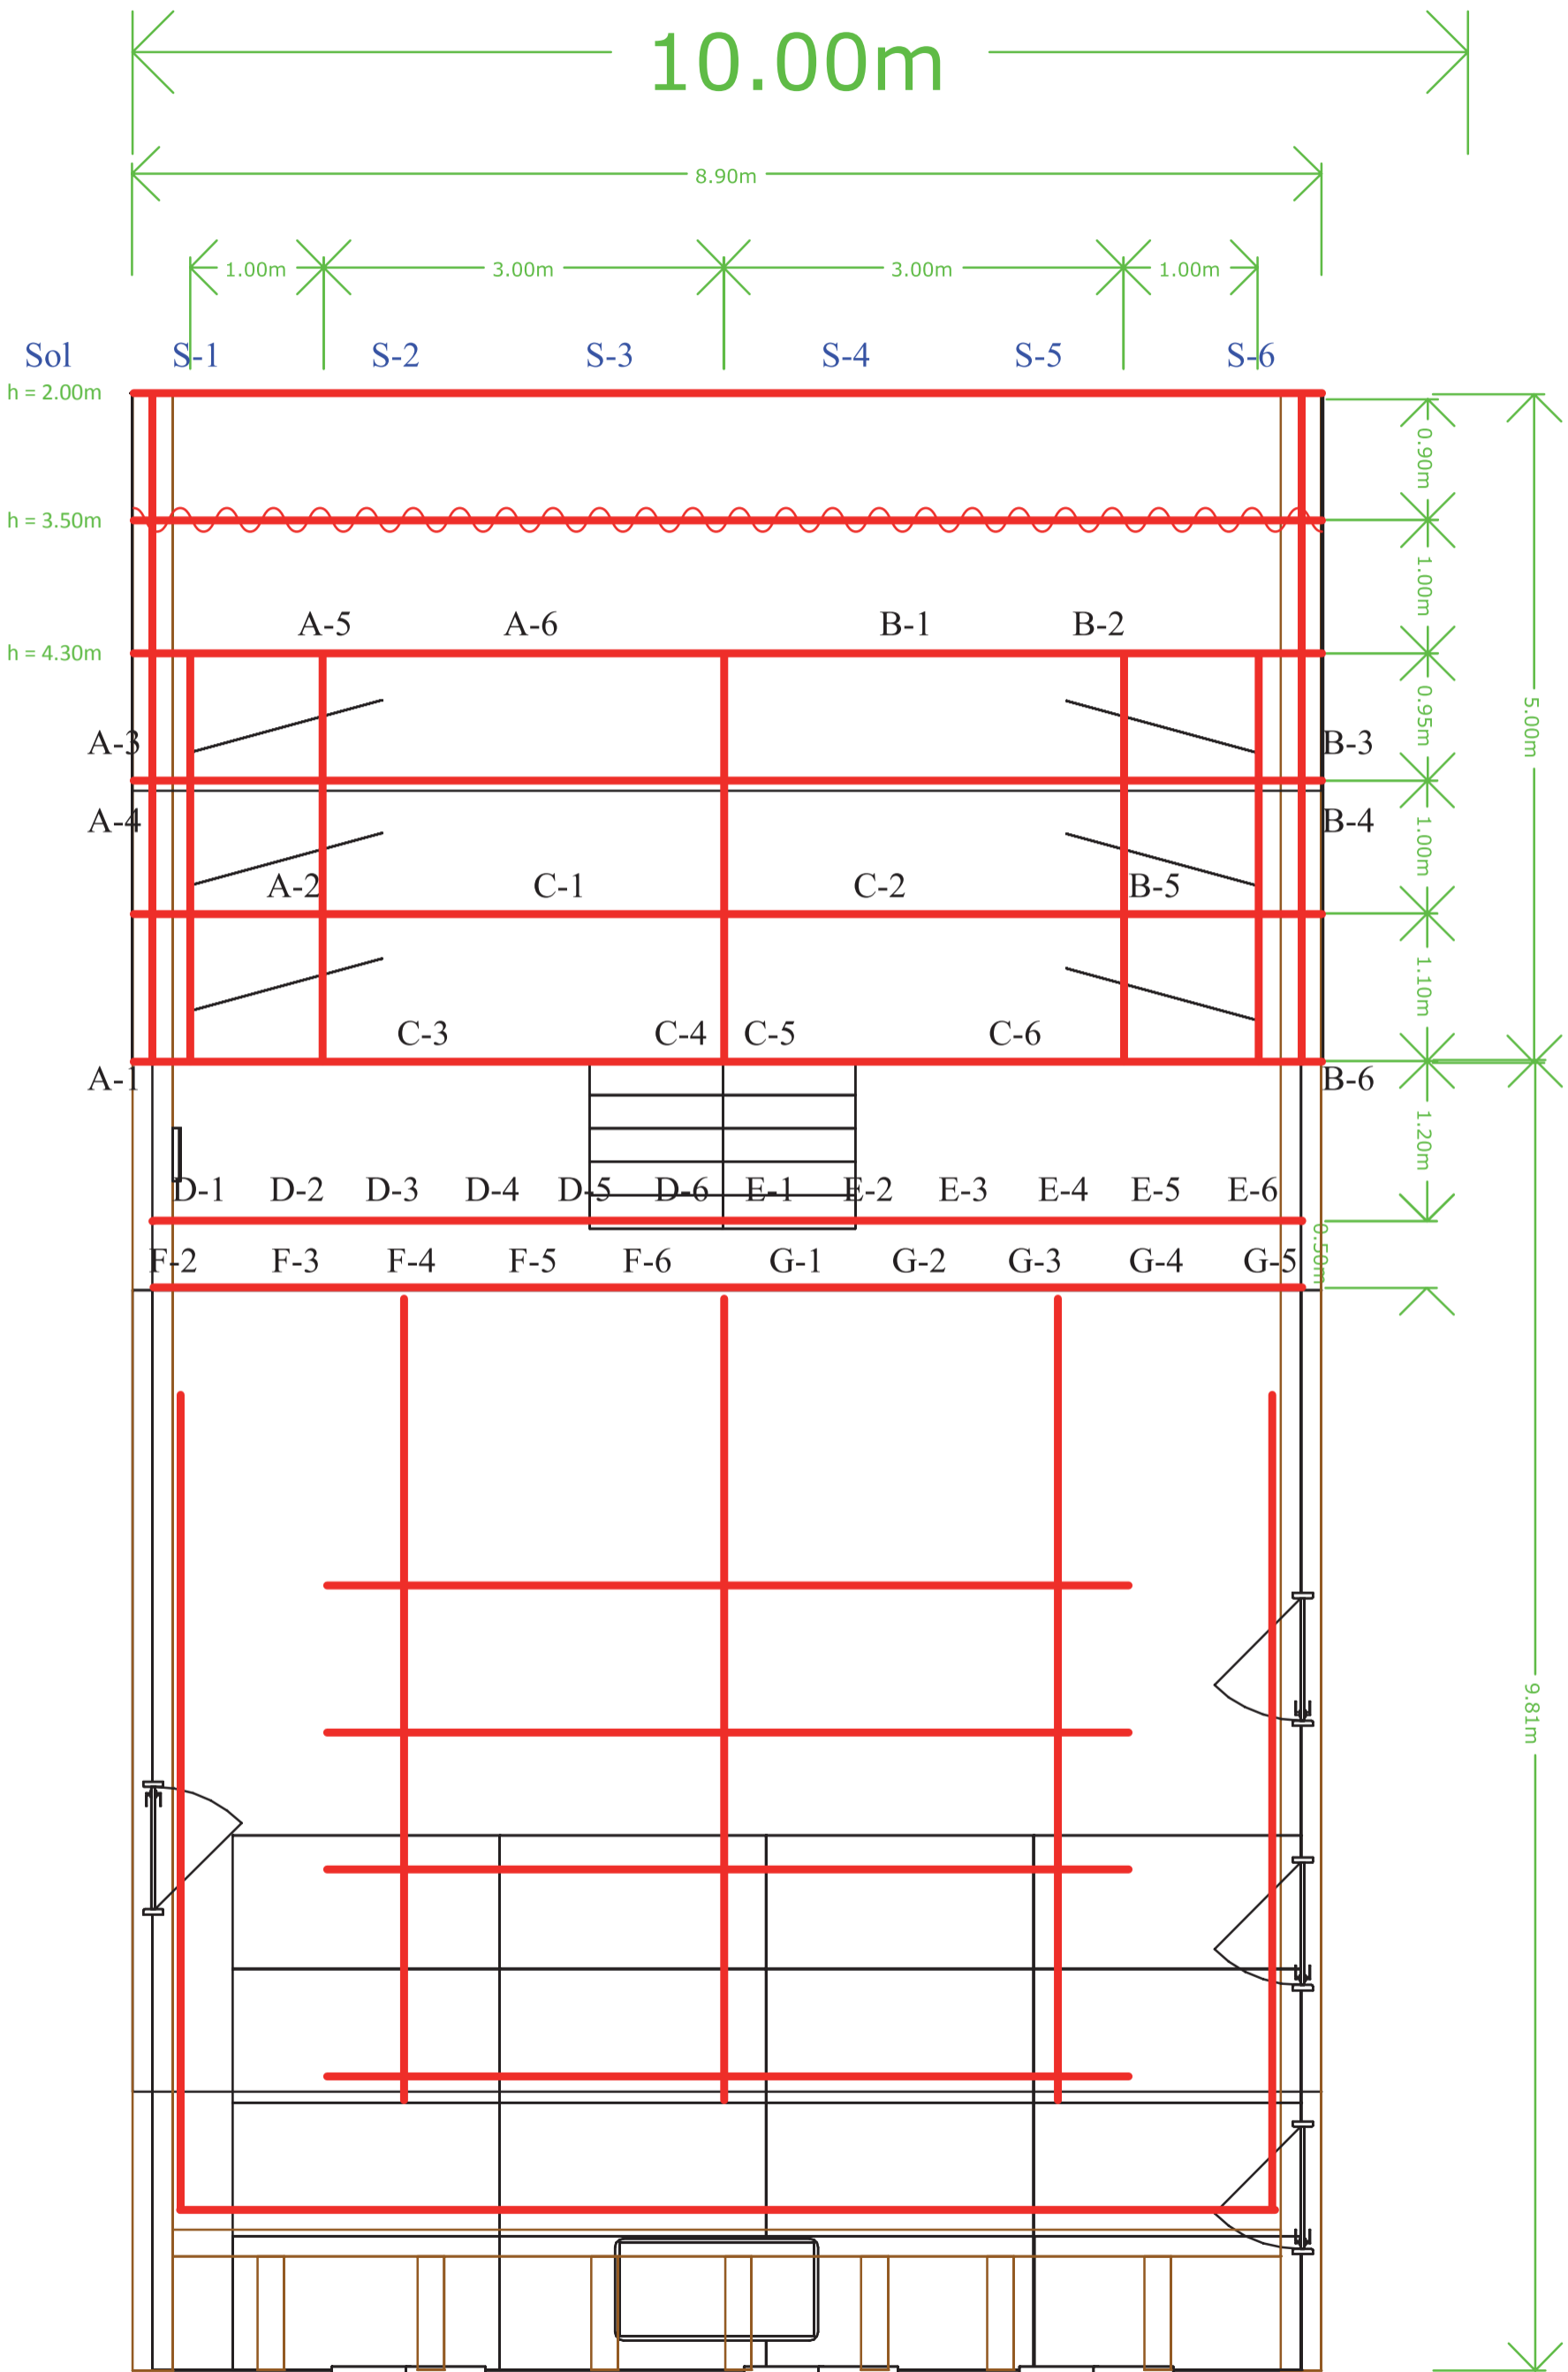 10.00m
8.90m
1.00m 3.00m 3.00m 1.00m
Sol S-1 S-2 S-3 S-4 S-5 S-6
h = 2.00m
0.90m
h = 3.50m
1.00m
A-5 A-6 B-1 B-2
h = 4.30m
0.95m
5.00m
A-3 B-3
A-4 B-4
1.00m
A-2 C-1 C-2 B-5
1.10m
C-3 C-4 C-5 C-6
A-1 B-6
1.20m
D-1 D-2 D-3 D-4 D-5 D-6 E-1 E-2 E-3 E-4 E-5 E-6
0.50m
F-2 F-3 F-4 F-5 F-6 G-1 G-2 G-3 G-4 G-5
9.81m